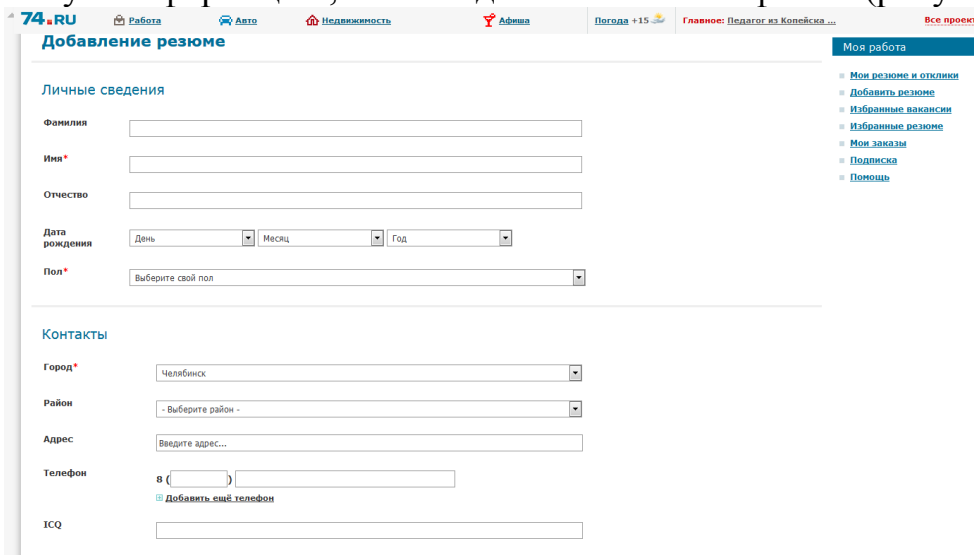 74.RU Работа Авто Недвижимость Афиша Погода +15 Главное: Педагог из Копейска ... Все проект
Добавление резюме
Личные сведения
Фамилия
Имя*
Отчество
Дата рождения День Месяц Год
Пол* Выберите свой пол
Контакты
Город* Челябинск
Район - Выберите район -
Адрес Введите адрес...
Телефон 8 ( )
Добавить ещё телефон
ICQ
Моя работа
Мои резюме и отклики
Добавить резюме
Избранные вакансии
Избранные резюме
Мои заказы
Подписка
Помощь